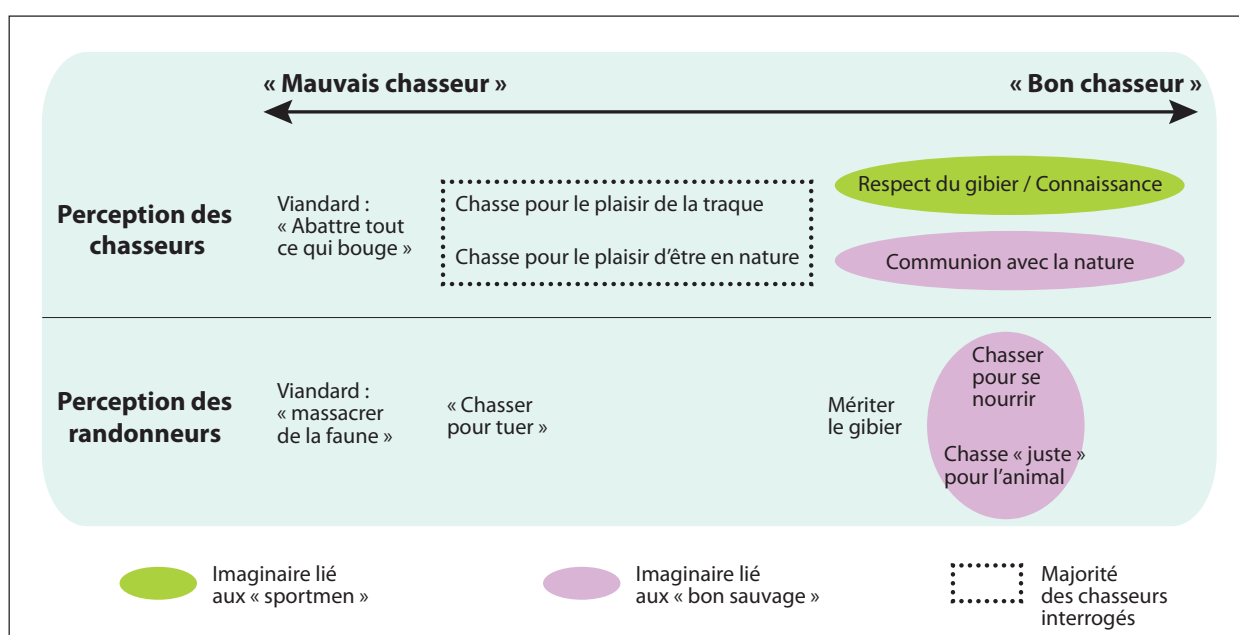 « Mauvais chasseur »
« Bon chasseur »
Perception des
chasseurs
Viandard :
« Abattre tout
ce qui bouge »
Chasse pour le plaisir de la traque
Chasse pour le plaisir d'être en nature
Respect du gibier / Connaissance
Communion avec la nature
Perception des
randonneurs
Viandard :
« massacrer
de la faune »
« Chasser
pour tuer »
Mériter
le gibier
Chasser
pour se
nourrir
Chasse « juste »
pour l'animal
Imaginaire lié
aux « sportmen »
Imaginaire lié
aux « bon sauvage »
Majorité
des chasseurs
interrogés